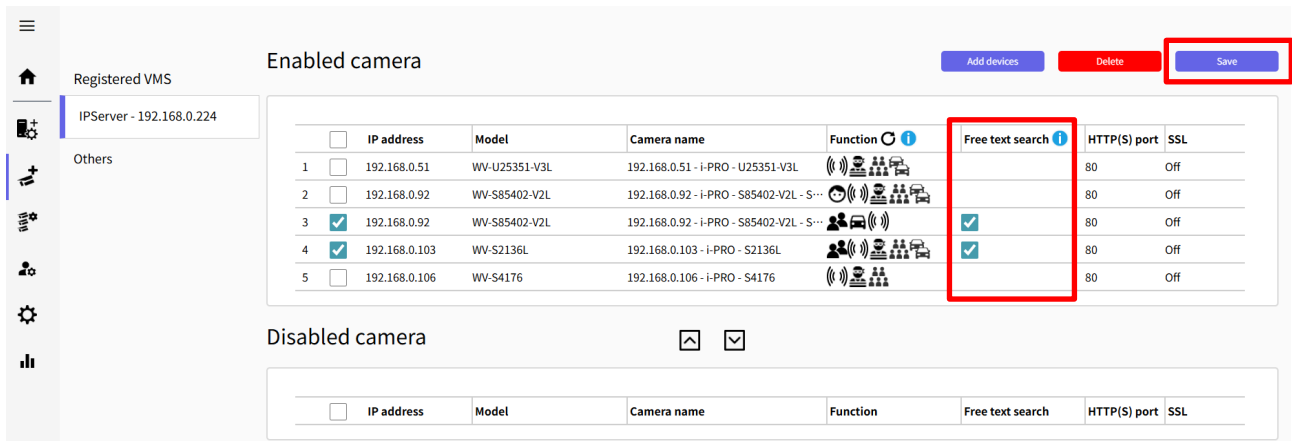 Enabled camera
Add devices
Delete
Save
Registered VMS
IPServer - 192.168.0.224
Others
IP address Model Camera name Function Free text search HTTP(S) port SSL
1 192.168.0.51 WV-U25351-V3L 192.168.0.51 - i-PRO - U25351-V3L 80 Off
2 192.168.0.92 WV-S85402-V2L 192.168.0.92 - i-PRO - S85402-V2L - S··· 80 Off
3 192.168.0.92 WV-S85402-V2L 192.168.0.92 - i-PRO - S85402-V2L - S··· 80 Off
4 192.168.0.103 WV-S2136L 192.168.0.103 - i-PRO - S2136L 80 Off
5 192.168.0.106 WV-S4176 192.168.0.106 - i-PRO - S4176 80 Off
Disabled camera
IP address Model Camera name Function Free text search HTTP(S) port SSL